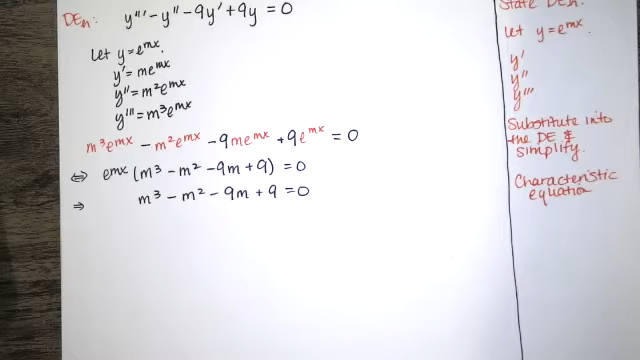 DEn: y''' - y'' - 9y' + 9y = 0
Let y = e^mx.
y' = me^mx
y'' = m²e^mx
y''' = m³e^mx
m³e^mx - m²e^mx - 9me^mx + 9e^mx = 0
⇔ e^mx (m³ - m² - 9m + 9) = 0
⇒ m³ - m² - 9m + 9 = 0
State DEn.
Let y = e^mx
y'
y''
y'''
Substitute into
the DE &
simplify.
Characteristic
equation